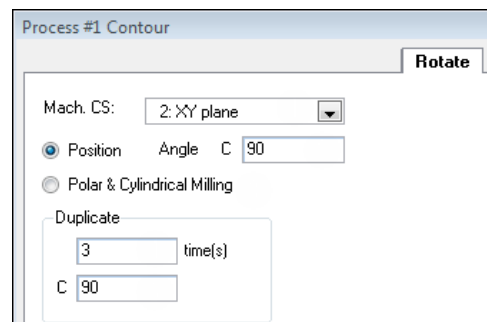 Process #1 Contour
Rotate
Mach. CS: 2: XY plane
Position Angle C 90
Polar & Cylindrical Milling
Duplicate
3 time(s)
C 90